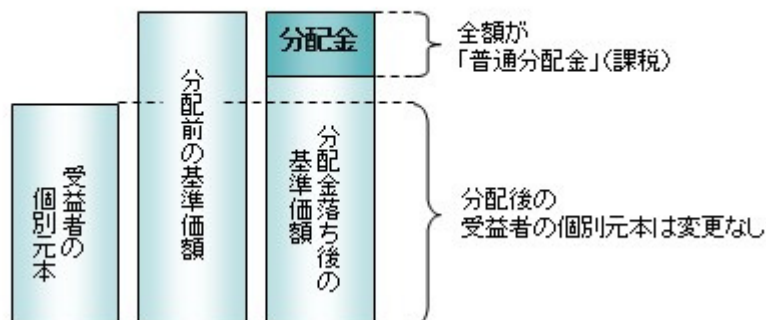 受益者の
個別元本
分配前の基準価額
分配金
分配金落ち後の
基準価額
全額が
「普通分配金」(課税)
分配後の
受益者の個別元本は変更なし